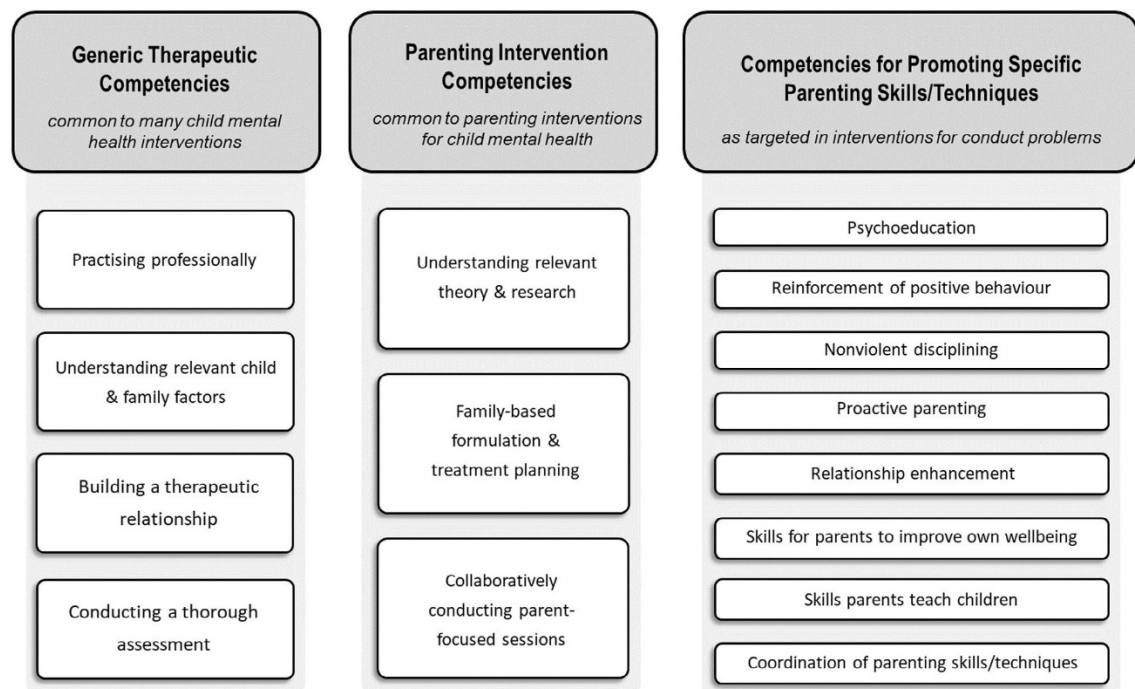 Generic Therapeutic
Competencies
common to many child mental
health interventions
Practising professionally
Understanding relevant child
& family factors
Building a therapeutic
relationship
Conducting a thorough
assessment
Parenting Intervention
Competencies
common to parenting interventions
for child mental health
Understanding relevant
theory & research
Family-based
formulation &
treatment planning
Collaboratively
conducting parent-
focused sessions
Competencies for Promoting Specific
Parenting Skills/Techniques
as targeted in interventions for conduct problems
Psychoeducation
Reinforcement of positive behaviour
Nonviolent disciplining
Proactive parenting
Relationship enhancement
Skills for parents to improve own wellbeing
Skills parents teach children
Coordination of parenting skills/techniques